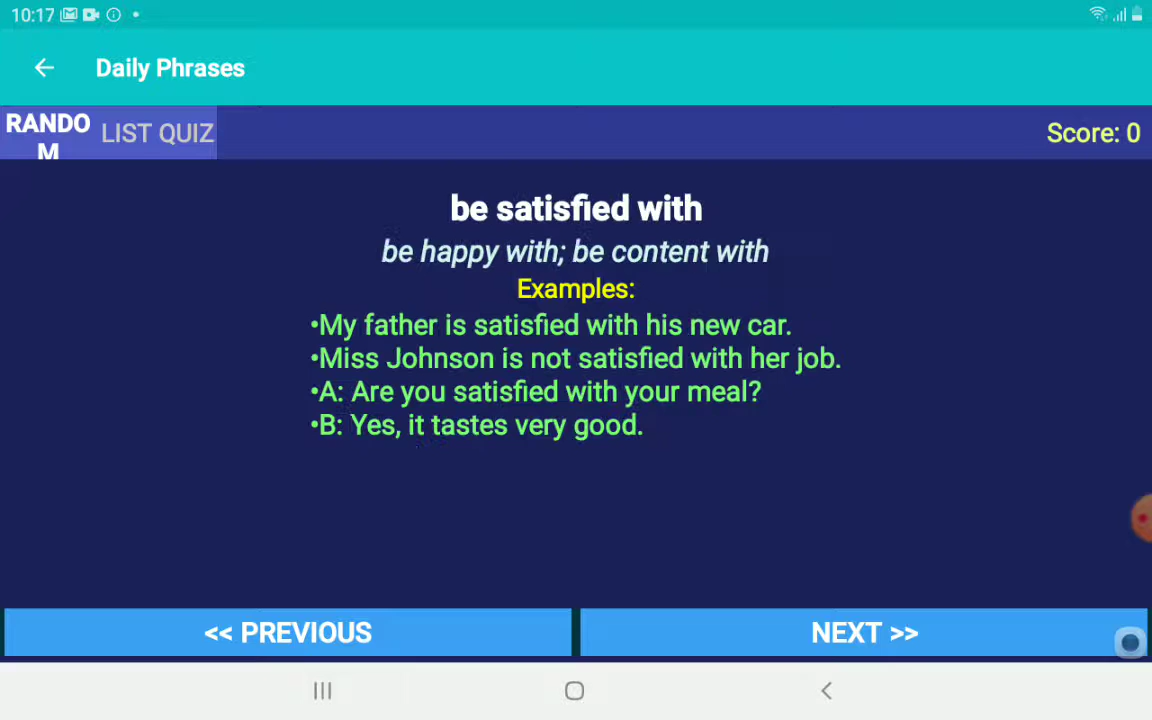 10:17
Daily Phrases
RANDO
M
LIST QUIZ
Score: 0
be satisfied with
be happy with; be content with
Examples:
•My father is satisfied with his new car.
•Miss Johnson is not satisfied with her job.
•A: Are you satisfied with your meal?
•B: Yes, it tastes very good.
<< PREVIOUS
NEXT >>